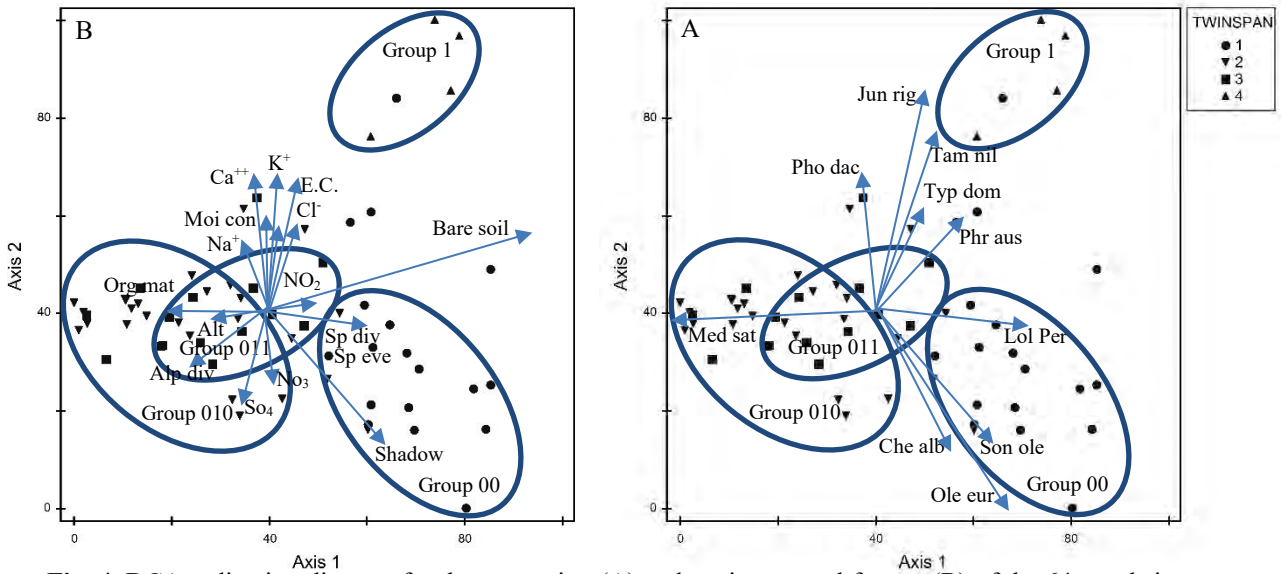 B
Group 1
80
K+
Ca++
E.C.
Cl-
Moi con
Bare soil
Na+
NO2
Org mat
40
Alt
Sp div
Group 011
Sp eve
Alp div
No3
So4
Group 010
Shadow
Group 00
0
0
40
80
Axis 1
Axis 2
A
Group 1
Jun rig
80
Tam nil
Pho dac
Typ dom
Phr aus
40
Med sat
Lol Per
Group 011
Group 010
Che alb
Son ole
Ole eur
Group 00
0
0
40
80
Axis 1
Axis 2
TWINSPAN
1
2
3
4